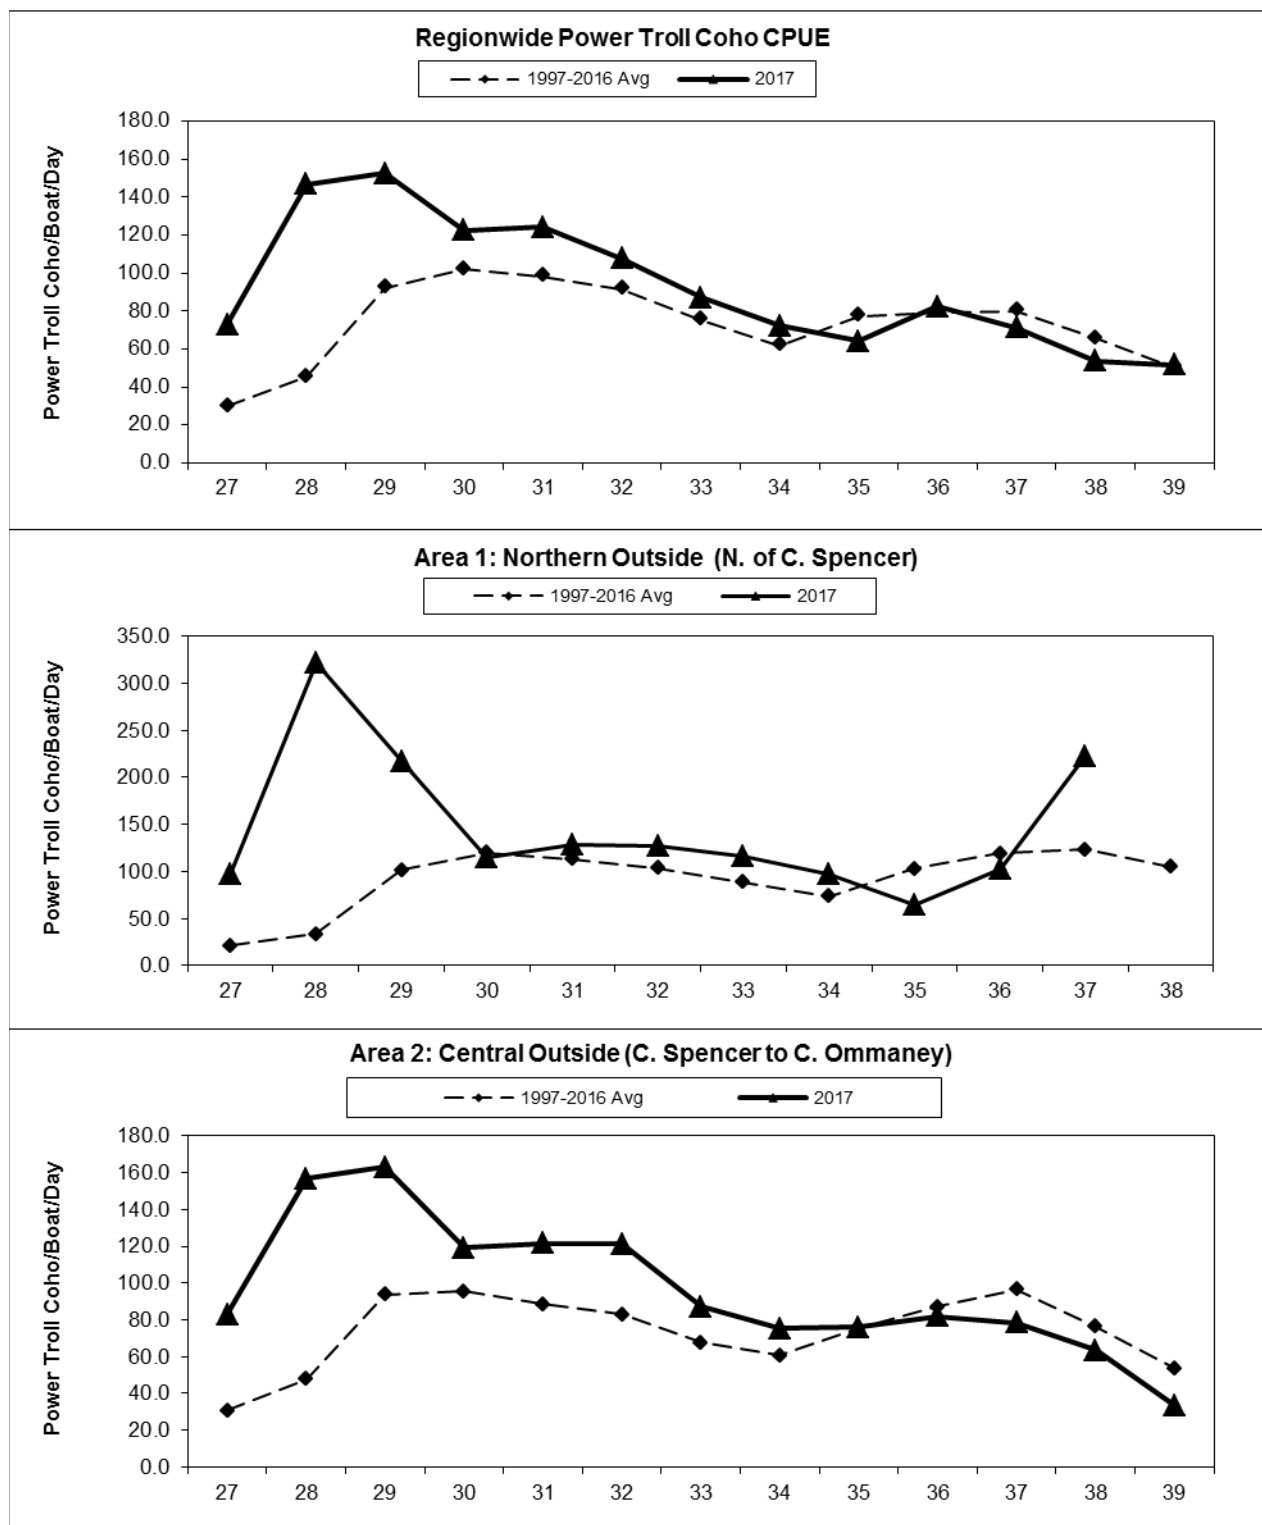 Regionwide Power Troll Coho CPUE
1997-2016 Avg 2017
Power Troll Coho/Boat/Day
180.0
160.0
140.0
120.0
100.0
80.0
60.0
40.0
20.0
0.0
27 28 29 30 31 32 33 34 35 36 37 38 39
Area 1: Northern Outside (N. of C. Spencer)
1997-2016 Avg 2017
Power Troll Coho/Boat/Day
350.0
300.0
250.0
200.0
150.0
100.0
50.0
0.0
27 28 29 30 31 32 33 34 35 36 37 38
Area 2: Central Outside (C. Spencer to C. Ommaney)
1997-2016 Avg 2017
Power Troll Coho/Boat/Day
180.0
160.0
140.0
120.0
100.0
80.0
60.0
40.0
20.0
0.0
27 28 29 30 31 32 33 34 35 36 37 38 39